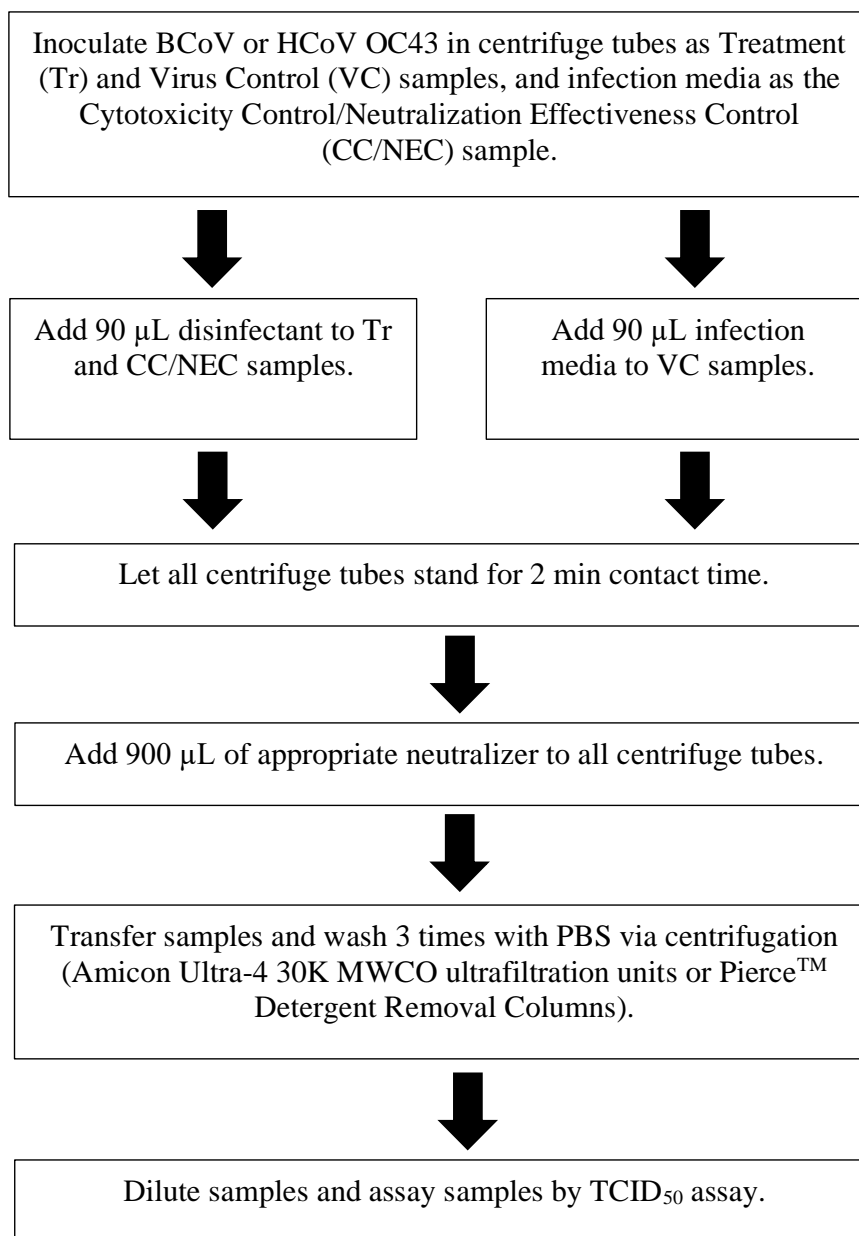 Inoculate BCoV or HCoV OC43 in centrifuge tubes as Treatment
(Tr) and Virus Control (VC) samples, and infection media as the
Cytotoxicity Control/Neutralization Effectiveness Control
(CC/NEC) sample.
Add 90 µL disinfectant to Tr
and CC/NEC samples.
Add 90 µL infection
media to VC samples.
Let all centrifuge tubes stand for 2 min contact time.
Add 900 µL of appropriate neutralizer to all centrifuge tubes.
Transfer samples and wash 3 times with PBS via centrifugation
(Amicon Ultra-4 30K MWCO ultrafiltration units or Pierce™
Detergent Removal Columns).
Dilute samples and assay samples by TCID₅₀ assay.